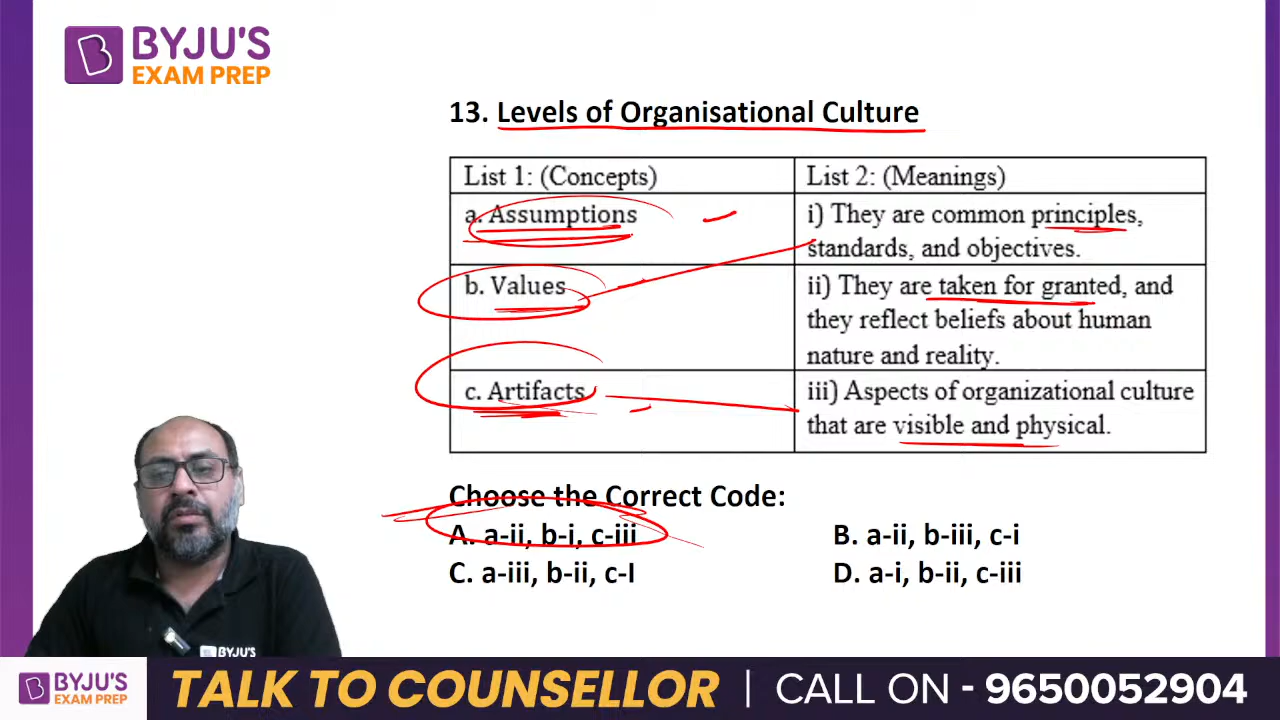 BYJU'S
EXAM PREP
13. Levels of Organisational Culture
List 1: (Concepts)
List 2: (Meanings)
a. Assumptions
i) They are common principles,
standards, and objectives.
b. Values
ii) They are taken for granted, and
they reflect beliefs about human
nature and reality.
c. Artifacts
iii) Aspects of organizational culture
that are visible and physical.
Choose the Correct Code:
A. a-ii, b-i, c-iii
B. a-ii, b-iii, c-i
C. a-iii, b-ii, c-I
D. a-i, b-ii, c-iii
BYJU'S
BYJU'S
EXAM PREP
TALK TO COUNSELLOR | CALL ON - 9650052904